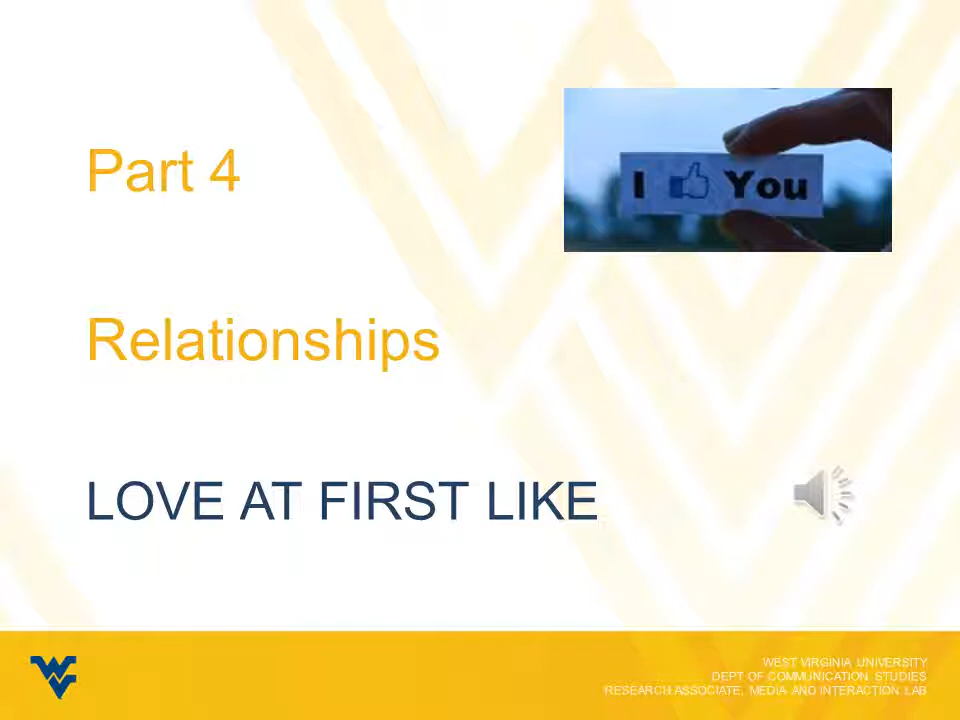 Part 4
I You
Relationships
LOVE AT FIRST LIKE
WEST VIRGINIA UNIVERSITY
DEPT OF COMMUNICATION STUDIES
RESEARCH ASSOCIATE, MEDIA AND INTERACTION LAB